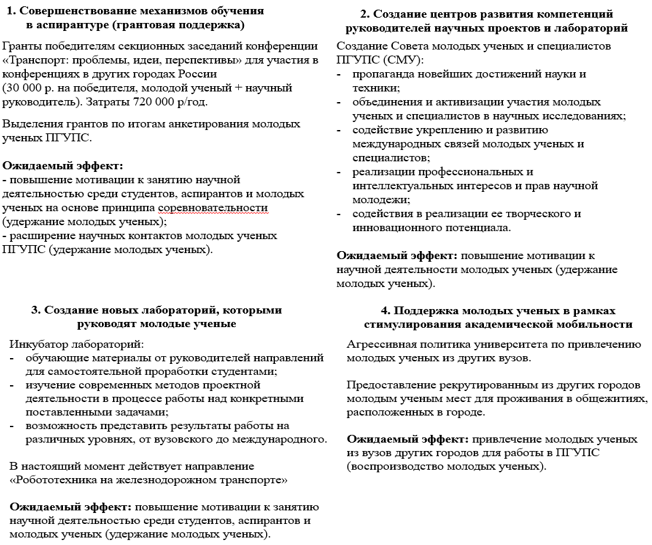 1. Совершенствование механизмов обучения
в аспирантуре (грантовая поддержка)
Гранты победителям секционных заседаний конференции
«Транспорт: проблемы, идеи, перспективы» для участия в
конференциях в других городах России
(30 000 р. на победителя, молодой ученый + научный
руководитель). Затраты 720 000 р/год.
Выделения грантов по итогам анкетирования молодых
ученых ПГУПС.
Ожидаемый эффект:
- повышение мотивации к занятию научной
деятельностью среди студентов, аспирантов и молодых
ученых на основе принципа соревновательности
(удержание молодых ученых);
- расширение научных контактов молодых ученых
ПГУПС (удержание молодых ученых).
2. Создание центров развития компетенций
руководителей научных проектов и лабораторий
Создание Совета молодых ученых и специалистов
ПГУПС (СМУ):
- пропаганда новейших достижений науки и
техники;
- объединения и активизации участия молодых
ученых и специалистов в научных исследованиях;
- содействие укреплению и развитию
международных связей молодых ученых и
специалистов;
- реализации профессиональных и
интеллектуальных интересов и прав научной
молодежи;
- содействия в реализации ее творческого и
инновационного потенциала.
Ожидаемый эффект: повышение мотивации к
научной деятельности молодых ученых (удержание
молодых ученых).
3. Создание новых лабораторий, которыми
руководят молодые ученые
Инкубатор лабораторий:
- обучающие материалы от руководителей направлений
для самостоятельной проработки студентами;
- изучение современных методов проектной
деятельности в процессе работы над конкретными
поставленными задачами;
- возможность представить результаты работы на
различных уровнях, от вузовского до международного.
В настоящий момент действует направление
«Робототехника на железнодорожном транспорте»
Ожидаемый эффект: повышение мотивации к занятию
научной деятельностью среди студентов, аспирантов и
молодых ученых (удержание молодых ученых).
4. Поддержка молодых ученых в рамках
стимулирования академической мобильности
Агрессивная политика университета по привлечению
молодых ученых из других вузов.
Предоставление рекрутированным из других городов
молодым ученым мест для проживания в общежитиях,
расположенных в городе.
Ожидаемый эффект: привлечение молодых ученых
из вузов других городов для работы в ПГУПС
(воспроизводство молодых ученых).